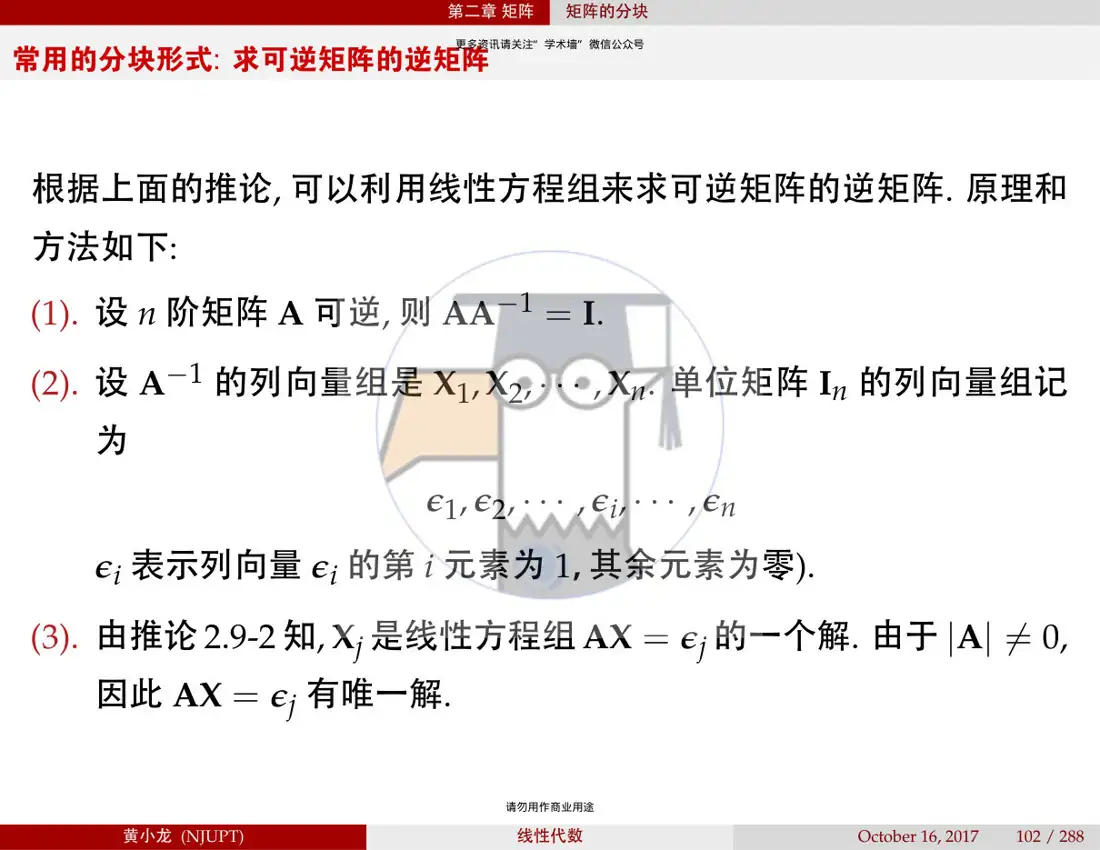 第二章 矩阵 矩阵的分块
更多资讯请关注“学术墙”微信公众号
常用的分块形式: 求可逆矩阵的逆矩阵
根据上面的推论, 可以利用线性方程组来求可逆矩阵的逆矩阵. 原理和
方法如下:
(1). 设 n 阶矩阵 A 可逆, 则 AA⁻¹ = I.
(2). 设 A⁻¹ 的列向量组是 X₁, X₂, ··· , Xₙ. 单位矩阵 Iₙ 的列向量组记
为
ϵ₁, ϵ₂, ··· , ϵᵢ, ··· , ϵₙ
ϵᵢ 表示列向量 ϵᵢ 的第 i 元素为 1, 其余元素为零).
(3). 由推论 2.9-2 知, Xⱼ 是线性方程组 AX = ϵⱼ 的一个解. 由于 |A| ≠ 0,
因此 AX = ϵⱼ 有唯一解.
请勿用作商业用途
黄小龙 (NJUPT) 线性代数 October 16, 2017 102 / 288